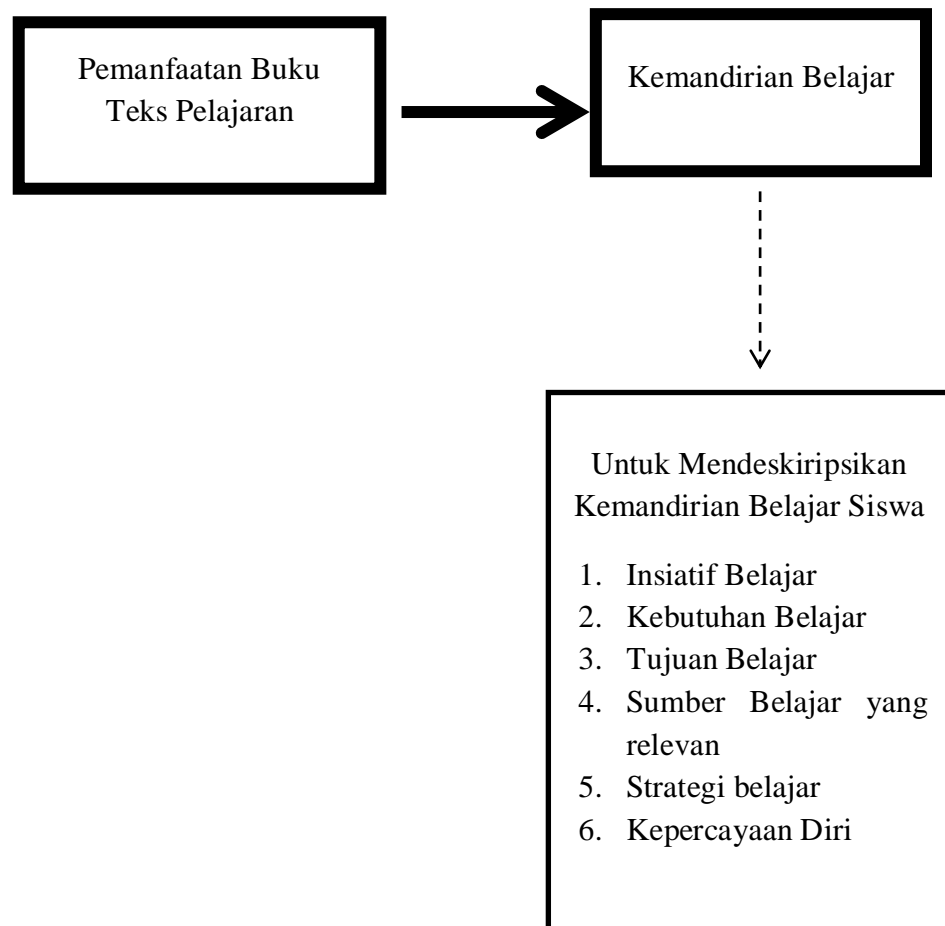 Pemanfaatan Buku
Teks Pelajaran
Kemandirian Belajar
Untuk Mendeskiripsikan
Kemandirian Belajar Siswa
1. Insiatif Belajar
2. Kebutuhan Belajar
3. Tujuan Belajar
4. Sumber Belajar yang
relevan
5. Strategi belajar
6. Kepercayaan Diri